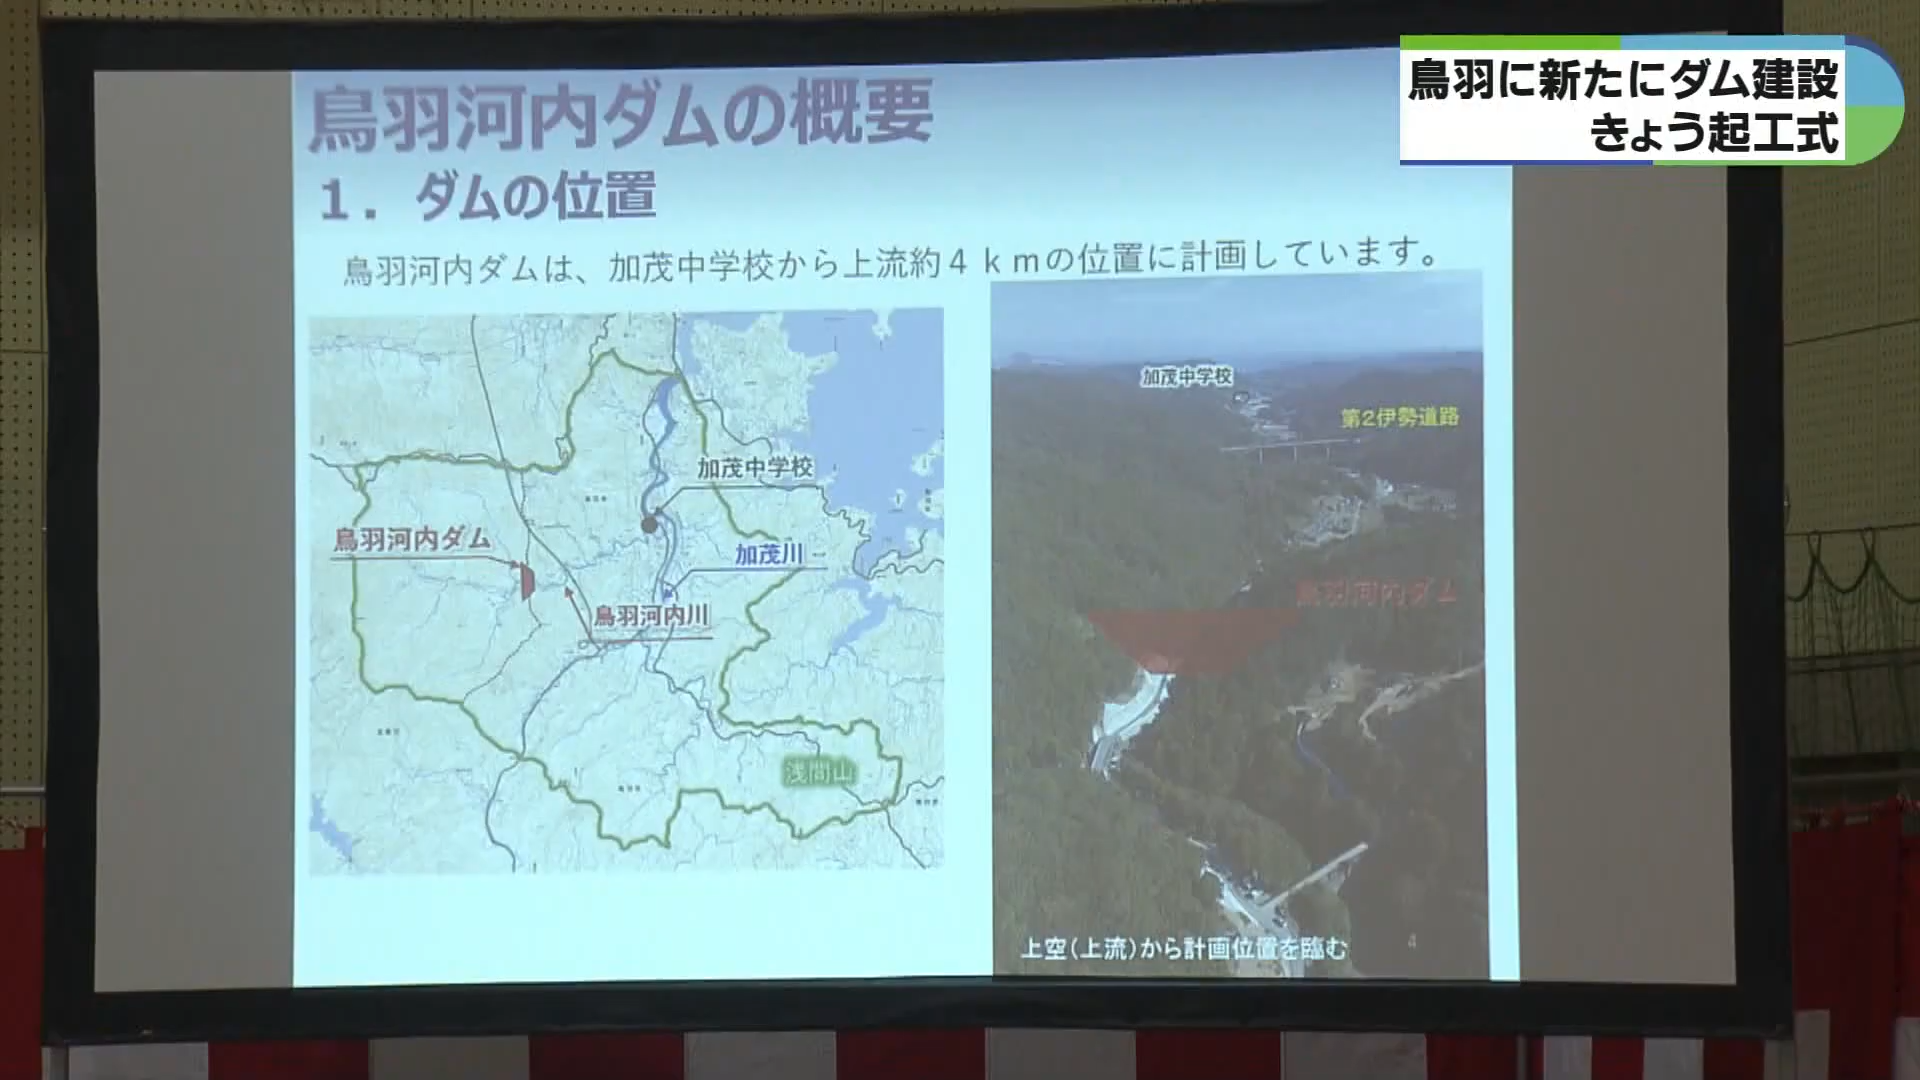 鳥羽に新たにダム建設
きょう起工式
鳥羽河内ダムの概要
1．ダムの位置
鳥羽河内ダムは、加茂中学校から上流約４ｋｍの位置に計画しています。
加茂中学校
鳥羽河内ダム
加茂川
鳥羽河内川
浅間山
加茂中学校
第2伊勢道路
鳥羽河内ダム
上空（上流）から計画位置を臨む
4